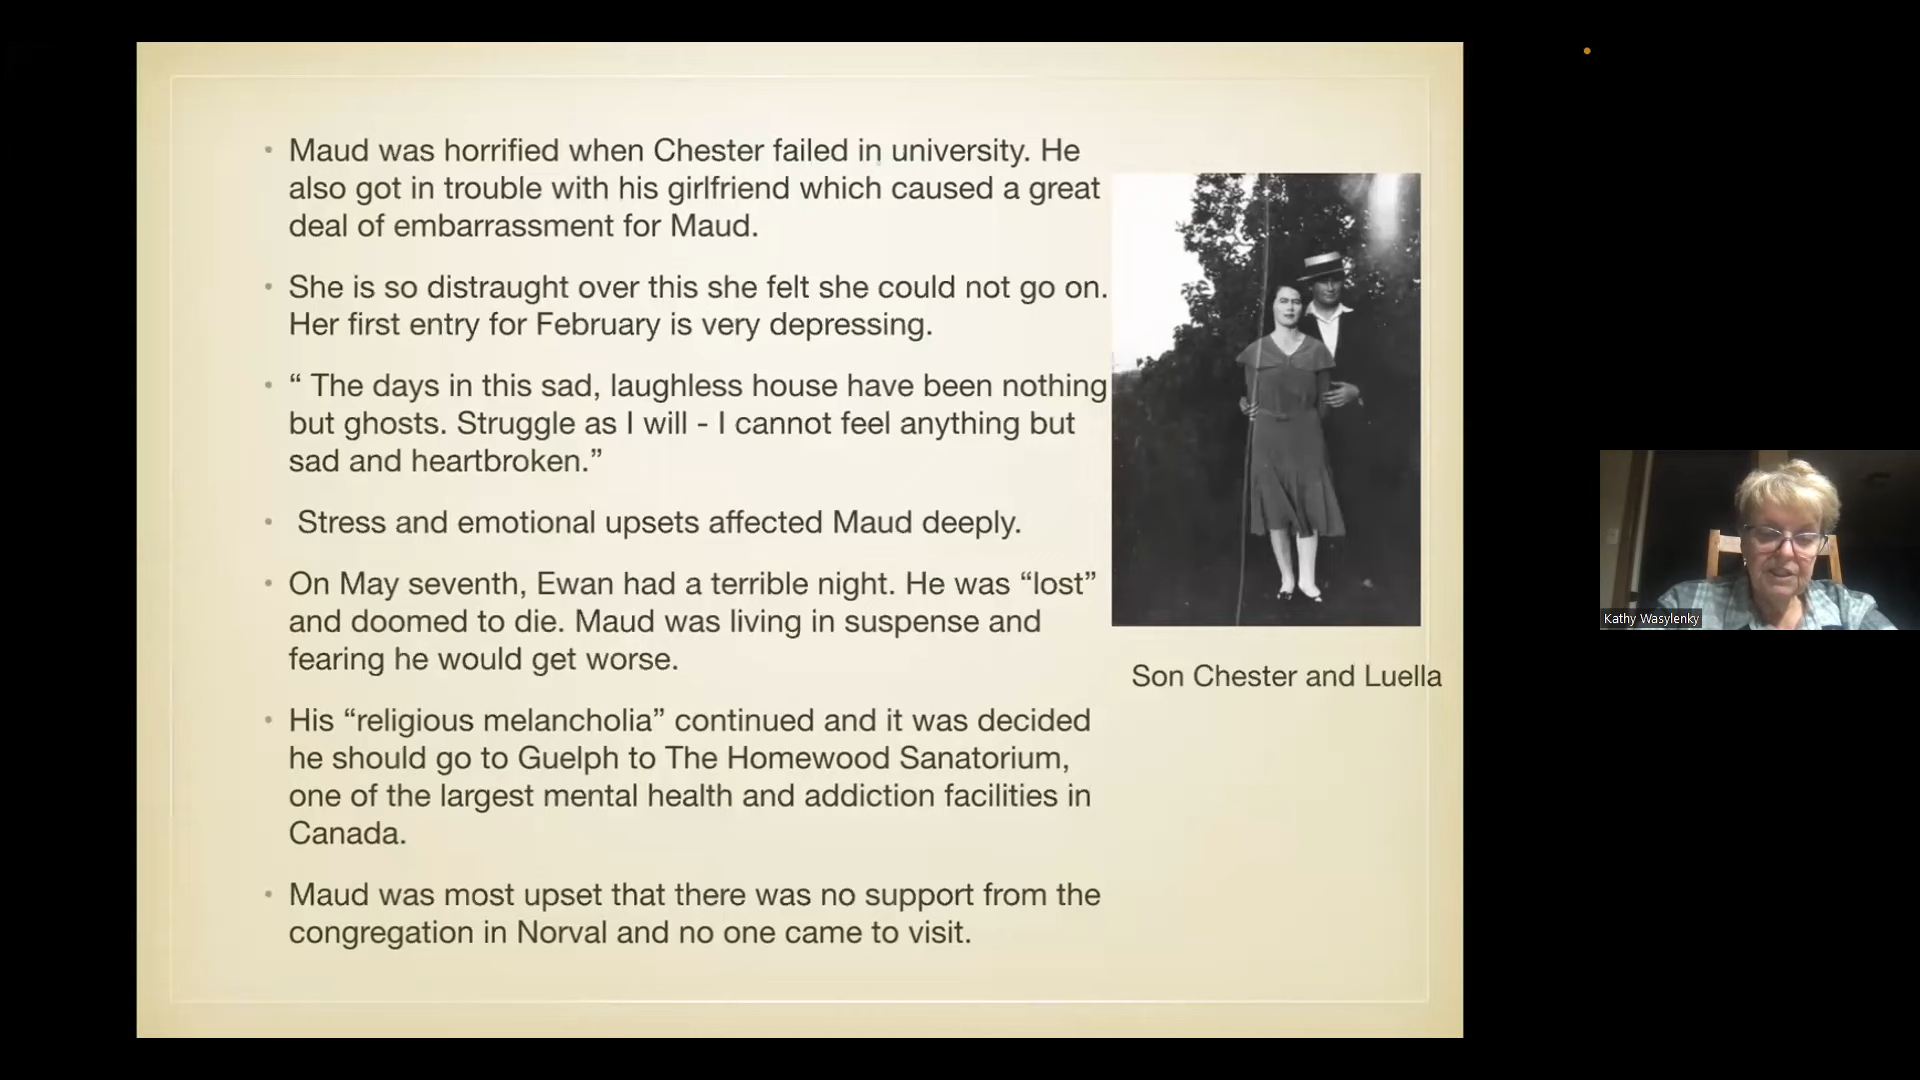 • Maud was horrified when Chester failed in university. He
also got in trouble with his girlfriend which caused a great
deal of embarrassment for Maud.
• She is so distraught over this she felt she could not go on.
Her first entry for February is very depressing.
• “ The days in this sad, laughless house have been nothing
but ghosts. Struggle as I will - I cannot feel anything but
sad and heartbroken.”
• Stress and emotional upsets affected Maud deeply.
• On May seventh, Ewan had a terrible night. He was “lost”
and doomed to die. Maud was living in suspense and
fearing he would get worse.
• His “religious melancholia” continued and it was decided
he should go to Guelph to The Homewood Sanatorium,
one of the largest mental health and addiction facilities in
Canada.
• Maud was most upset that there was no support from the
congregation in Norval and no one came to visit.
Son Chester and Luella
Kathy Wasylenky